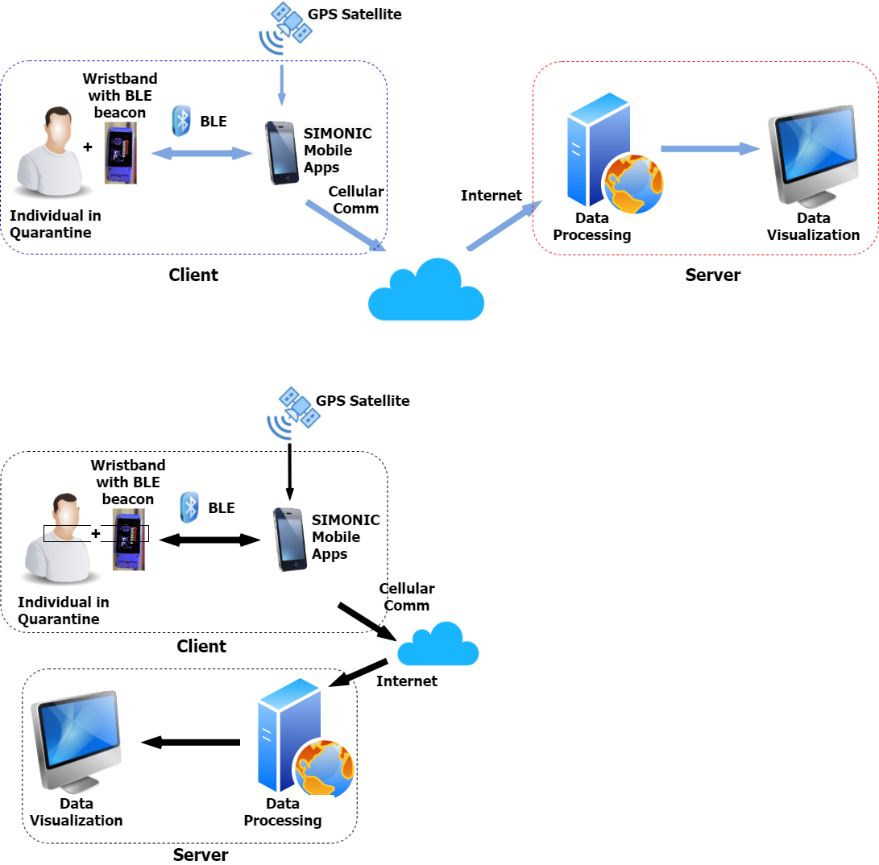 GPS Satellite
Wristband
with BLE
beacon
BLE
+
SIMONIC
Mobile
Apps
Cellular
Comm
Individual in
Quarantine
Client
Internet
Data
Processing
Data
Visualization
Server
GPS Satellite
Wristband
with BLE
beacon
BLE
+
SIMONIC
Mobile
Apps
Individual in
Quarantine
Cellular
Comm
Client
Internet
Data
Visualization
Data
Processing
Server